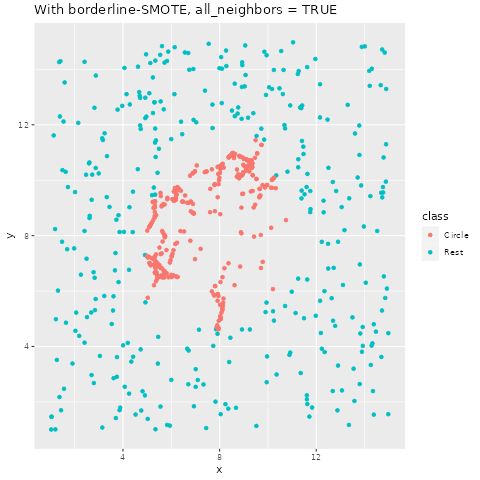 With borderline-SMOTE, all_neighbors = TRUE
12
8
4
y
4
8
12
x
class
Circle
Rest